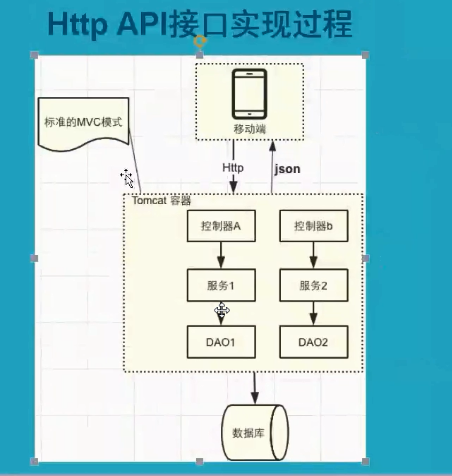 Http API接口实现过程
标准的MVC模式
移动端
Http
json
Tomcat 容器
控制器A
控制器b
服务1
服务2
DAO1
DAO2
数据库